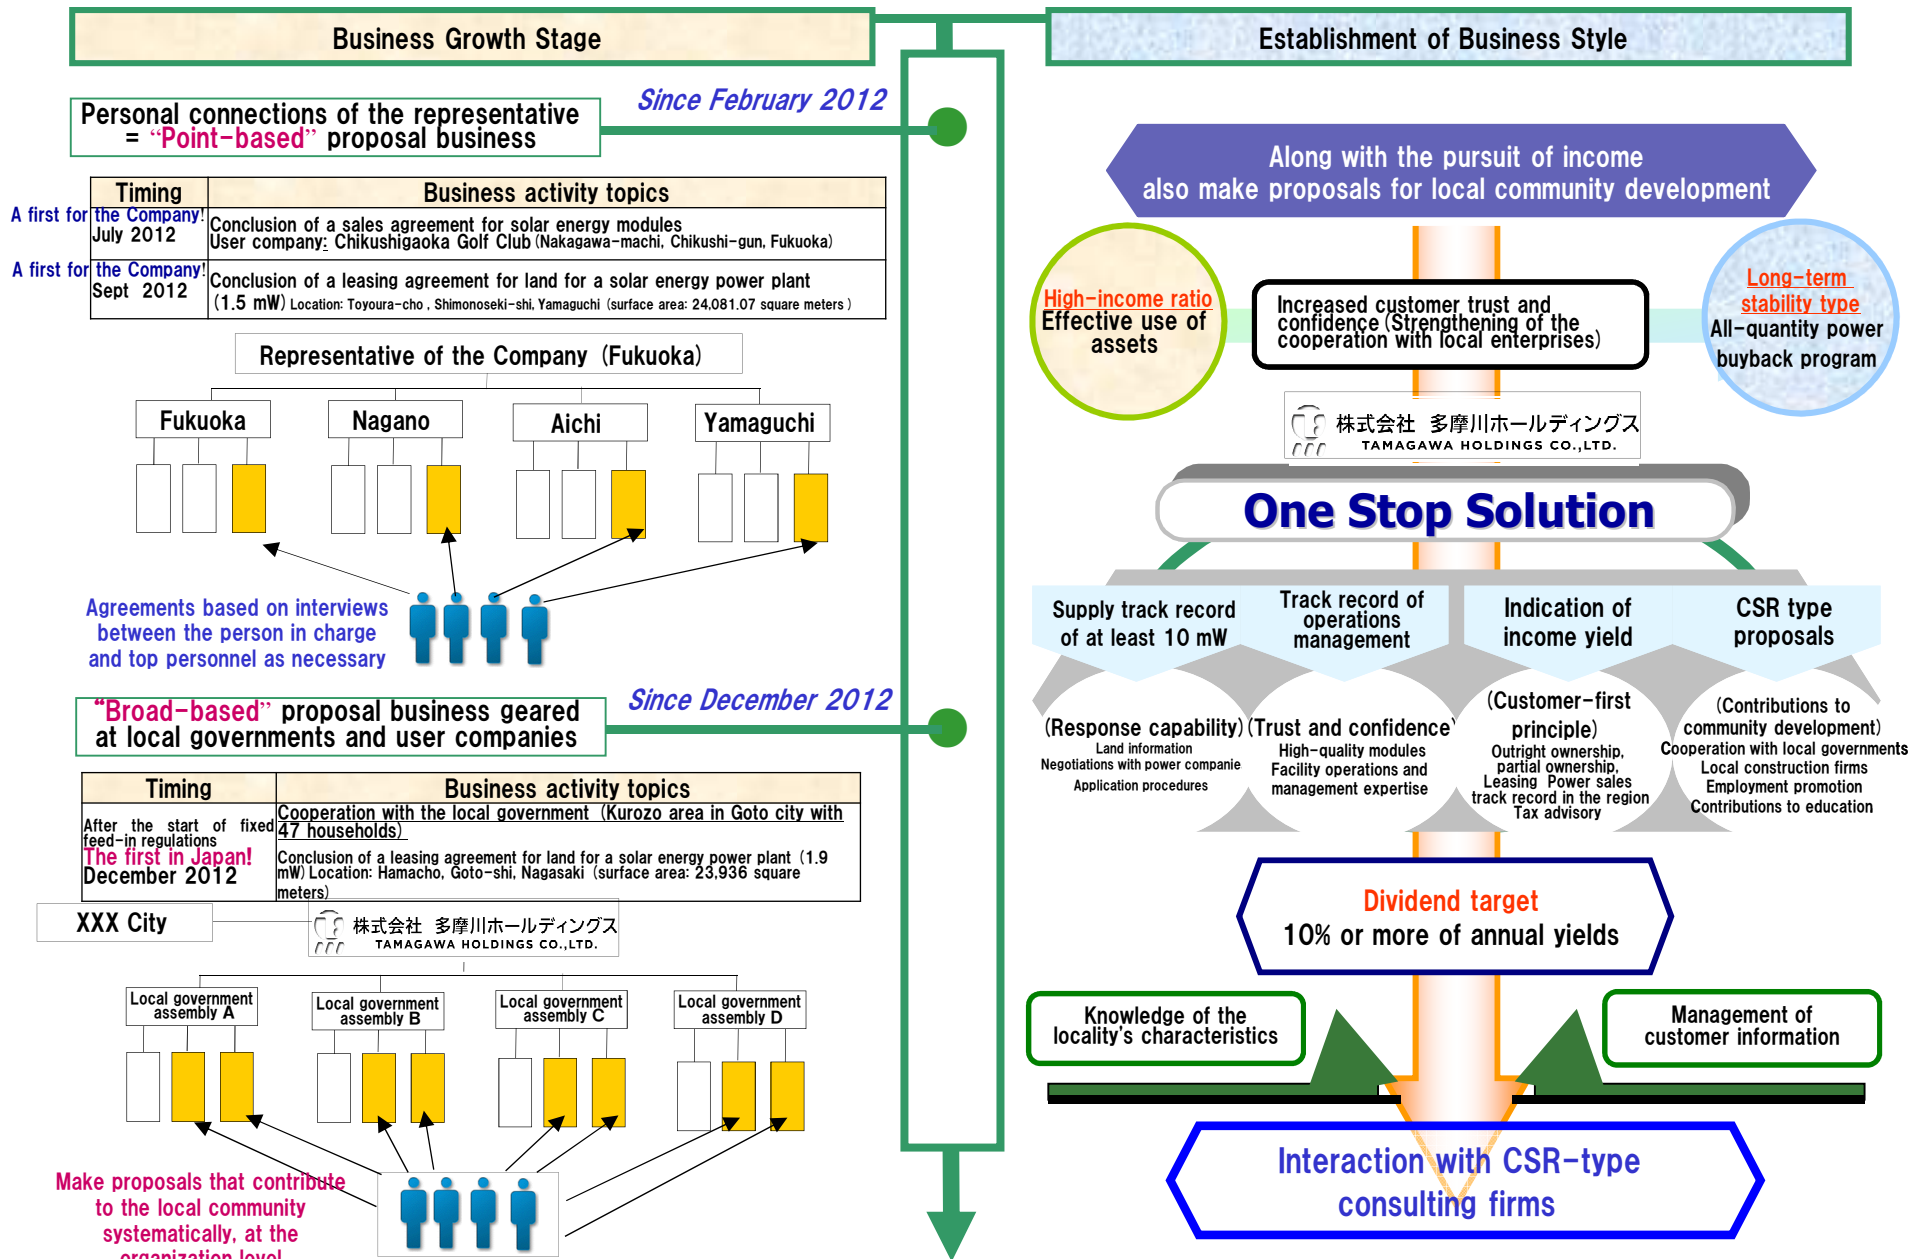 Business Growth Stage
Personal connections of the representative
= “Point-based” proposal business
Since February 2012
Timing
Business activity topics
A first for the Company!
July 2012
Conclusion of a sales agreement for solar energy modules
User company: Chikushigaoka Golf Club (Nakagawa-machi, Chikushi-gun, Fukuoka)
A first for the Company!
Sept 2012
Conclusion of a leasing agreement for land for a solar energy power plant
(1.5 mW) Location: Toyoura-cho , Shimonoseki-shi, Yamaguchi (surface area: 24,081.07 square meters )
Representative of the Company (Fukuoka)
Fukuoka
Nagano
Aichi
Yamaguchi
Agreements based on interviews
between the person in charge
and top personnel as necessary
Since December 2012
“Broad-based” proposal business geared
at local governments and user companies
Timing
Business activity topics
After the start of fixed
feed-in regulations
The first in Japan!
December 2012
Cooperation with the local government (Kurozo area in Goto city with
47 households)
Conclusion of a leasing agreement for land for a solar energy power plant (1.9
mW) Location: Hamacho, Goto-shi, Nagasaki (surface area: 23,936 square
meters)
XXX City
株式会社 多摩川ホールディングス
TAMAGAWA HOLDINGS CO.,LTD.
Local government
assembly A
Local government
assembly B
Local government
assembly C
Local government
assembly D
Make proposals that contribute
to the local community
systematically, at the
organization level
Establishment of Business Style
Along with the pursuit of income
also make proposals for local community development
High-income ratio
Effective use of
assets
Increased customer trust and
confidence (Strengthening of the
cooperation with local enterprises)
Long-term
stability type
All-quantity power
buyback program
株式会社 多摩川ホールディングス
TAMAGAWA HOLDINGS CO.,LTD.
One Stop Solution
Supply track record
of at least 10 mW
Track record of
operations
management
Indication of
income yield
CSR type
proposals
(Response capability)
Land information
Negotiations with power companie
Application procedures
(Trust and confidence)
High-quality modules
Facility operations and
management expertise
(Customer-first
principle)
Outright ownership,
partial ownership,
Leasing Power sales
track record in the region
Tax advisory
(Contributions to
community development)
Cooperation with local governments
Local construction firms
Employment promotion
Contributions to education
Dividend target
10% or more of annual yields
Knowledge of the
locality's characteristics
Management of
customer information
Interaction with CSR-type
consulting firms